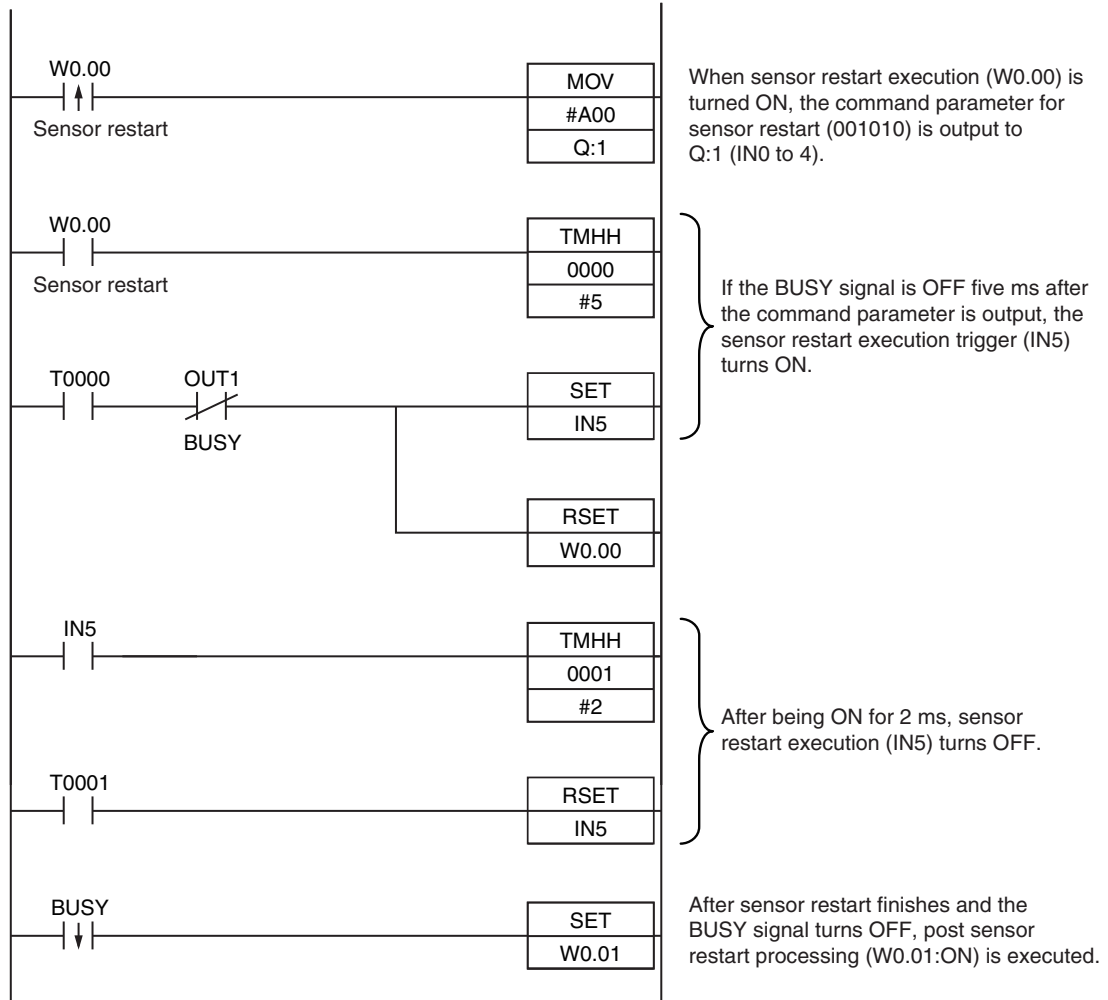 W0.00
Sensor restart
MOV
#A00
Q:1
When sensor restart execution (W0.00) is
turned ON, the command parameter for
sensor restart (001010) is output to
Q:1 (IN0 to 4).
W0.00
Sensor restart
TMHH
0000
#5
If the BUSY signal is OFF five ms after
the command parameter is output, the
sensor restart execution trigger (IN5)
turns ON.
T0000
OUT1
BUSY
SET
IN5
RSET
W0.00
IN5
TMHH
0001
#2
After being ON for 2 ms, sensor
restart execution (IN5) turns OFF.
T0001
RSET
IN5
BUSY
SET
W0.01
After sensor restart finishes and the
BUSY signal turns OFF, post sensor
restart processing (W0.01:ON) is executed.